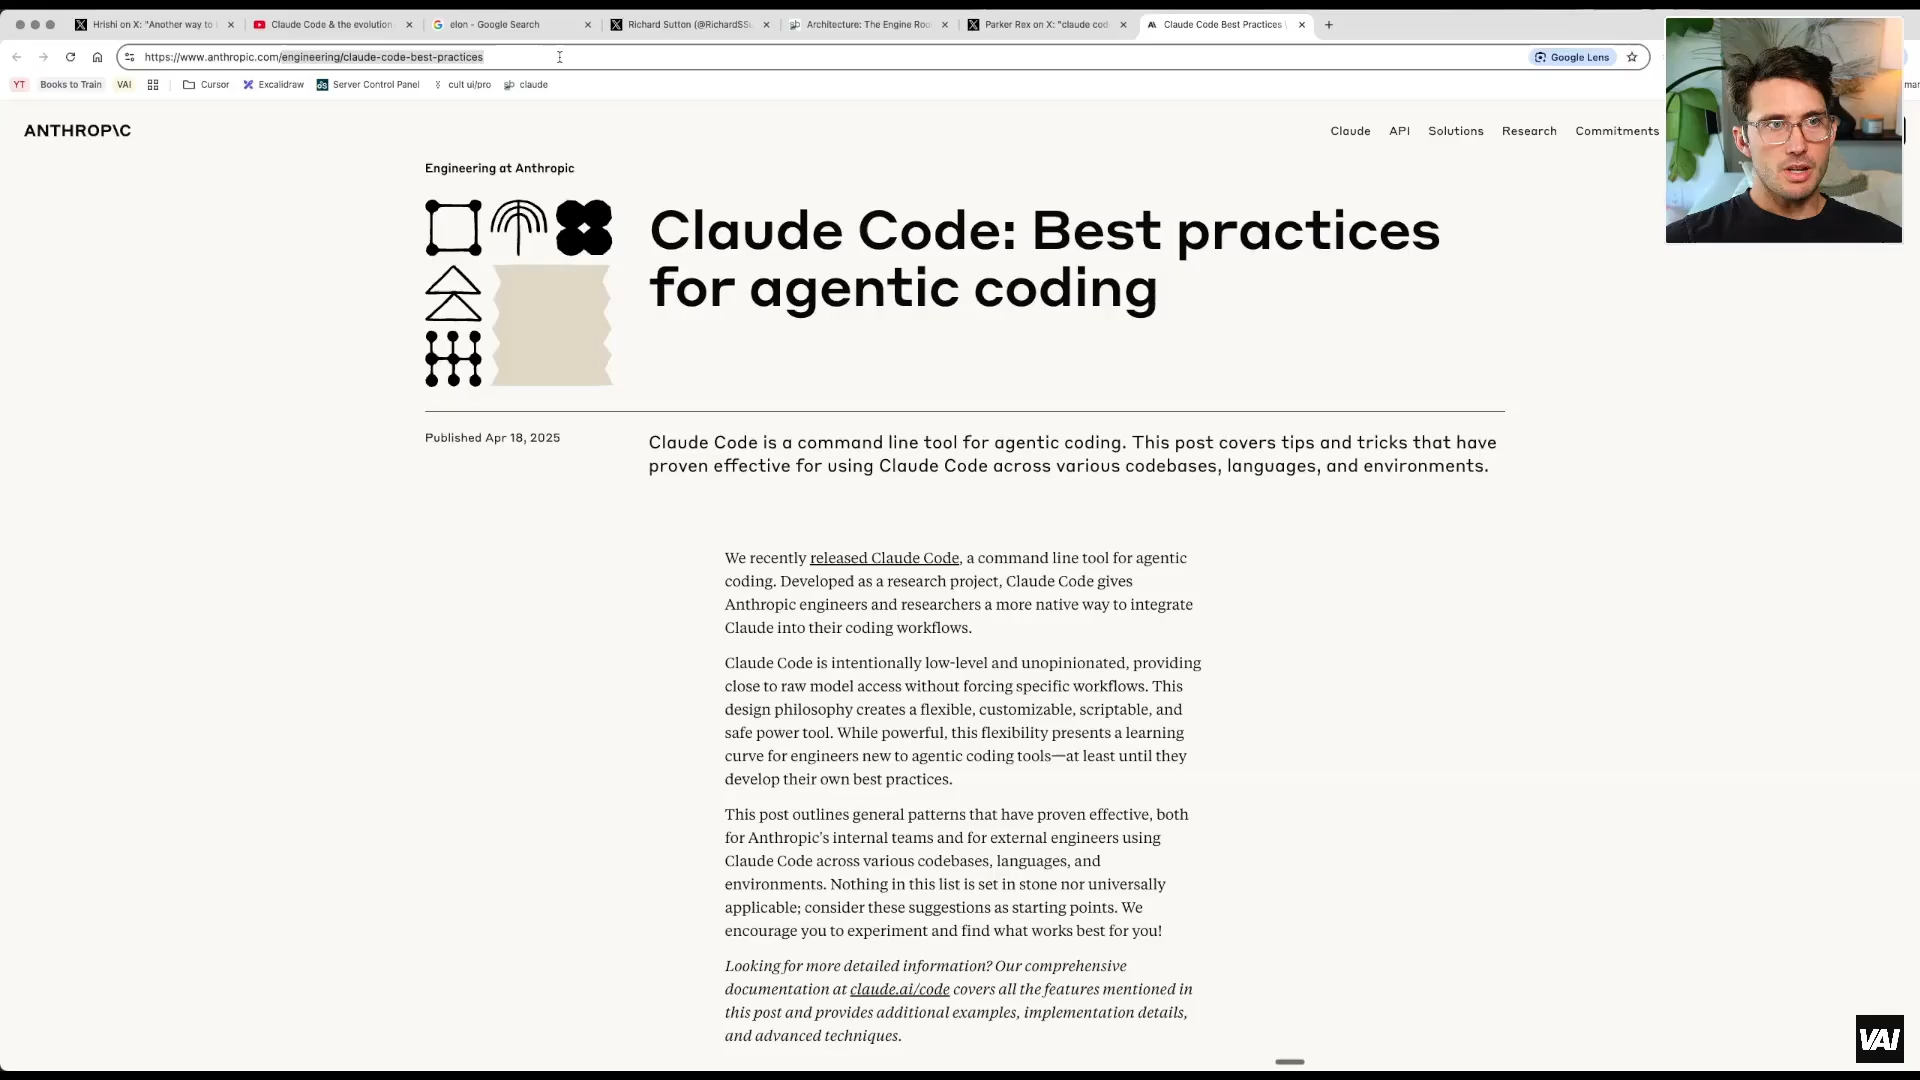 Hrishi on X: "Another way to
Claude Code & the evolution
elon - Google Search
Richard Sutton (@RichardSSu
Architecture: The Engine Roo
Parker Rex on X: "claude cod
Claude Code Best Practices \
https://www.anthropic.com/engineering/claude-code-best-practices
Google Lens
YT
Books to Train
VAI
Cursor
Excalidraw
Server Control Panel
cult ui/pro
claude
ANTHROP\C
Claude
API
Solutions
Research
Commitments
Engineering at Anthropic
Claude Code: Best practices
for agentic coding
Published Apr 18, 2025
Claude Code is a command line tool for agentic coding. This post covers tips and tricks that have
proven effective for using Claude Code across various codebases, languages, and environments.
We recently released Claude Code, a command line tool for agentic
coding. Developed as a research project, Claude Code gives
Anthropic engineers and researchers a more native way to integrate
Claude into their coding workflows.
Claude Code is intentionally low-level and unopinionated, providing
close to raw model access without forcing specific workflows. This
design philosophy creates a flexible, customizable, scriptable, and
safe power tool. While powerful, this flexibility presents a learning
curve for engineers new to agentic coding tools—at least until they
develop their own best practices.
This post outlines general patterns that have proven effective, both
for Anthropic's internal teams and for external engineers using
Claude Code across various codebases, languages, and
environments. Nothing in this list is set in stone nor universally
applicable; consider these suggestions as starting points. We
encourage you to experiment and find what works best for you!
Looking for more detailed information? Our comprehensive
documentation at claude.ai/code covers all the features mentioned in
this post and provides additional examples, implementation details,
and advanced techniques.
VAI